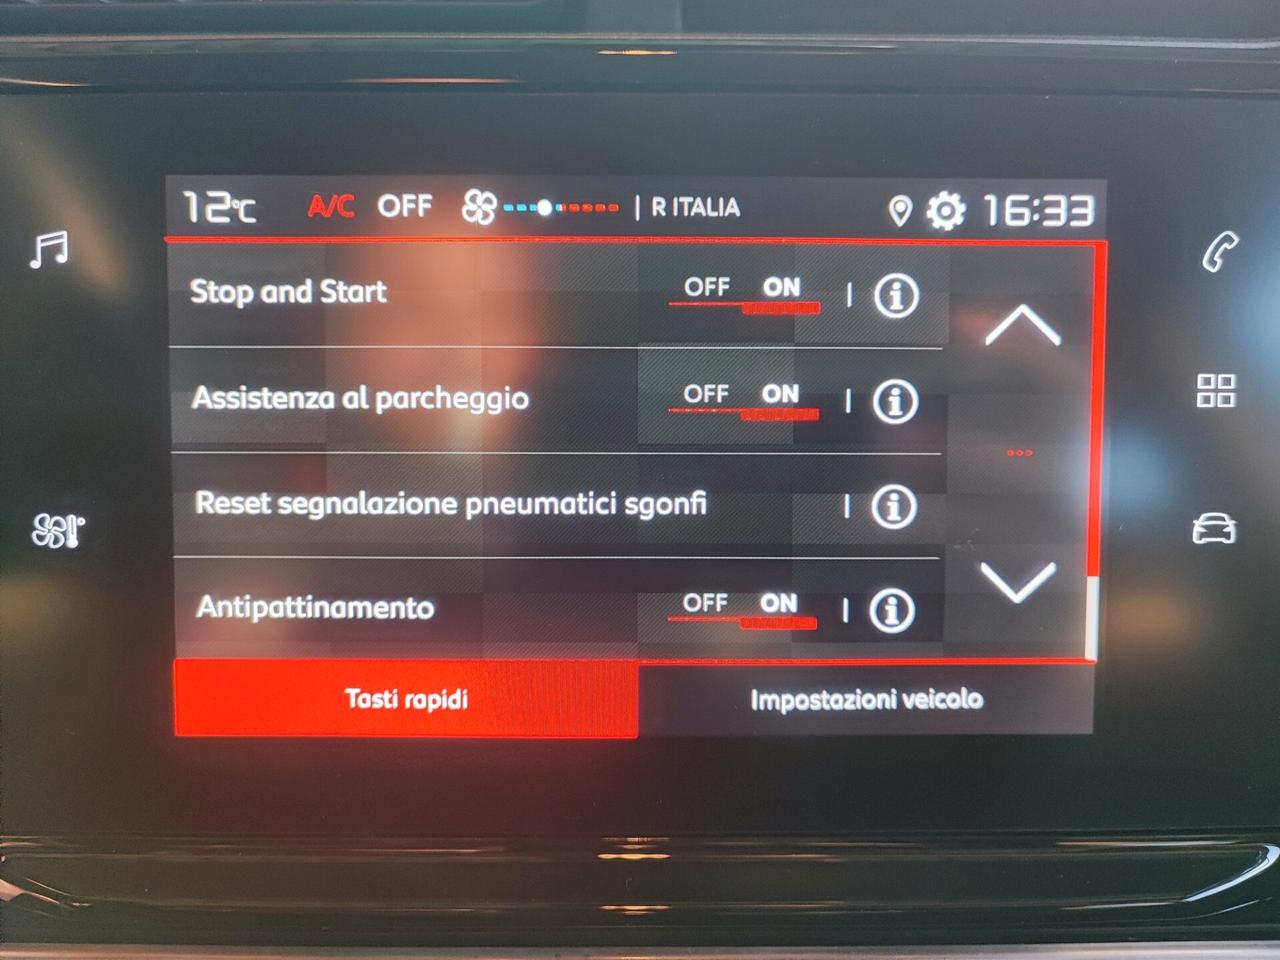 12°C A/C OFF | R ITALIA 16:33
Stop and Start OFF ON
Assistenza al parcheggio OFF ON
Reset segnalazione pneumatici sgonfi
Antipattinamento OFF ON
Tasti rapidi Impostazioni veicolo